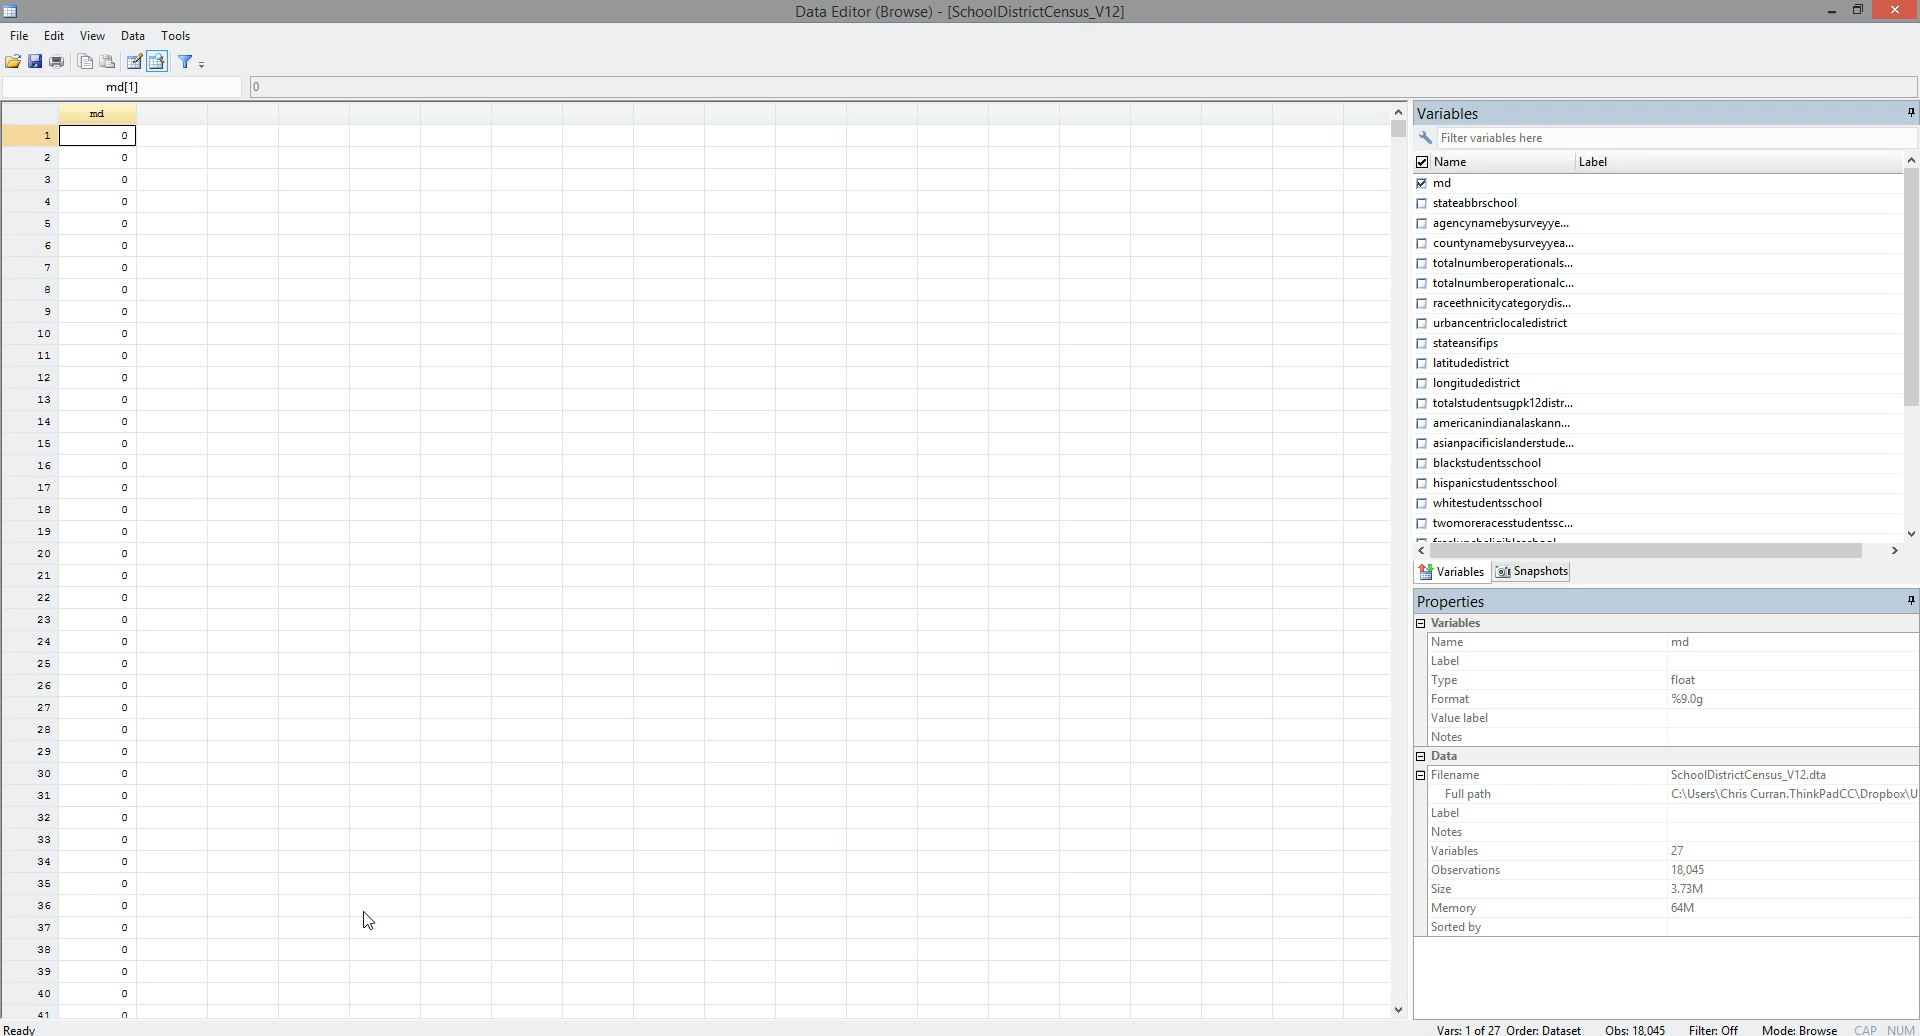 Data Editor (Browse) - [SchoolDistrictCensus_V12]
File Edit View Data Tools
md[1] 0
md
1 0
2 0
3 0
4 0
5 0
6 0
7 0
8 0
9 0
10 0
11 0
12 0
13 0
14 0
15 0
16 0
17 0
18 0
19 0
20 0
21 0
22 0
23 0
24 0
25 0
26 0
27 0
28 0
29 0
30 0
31 0
32 0
33 0
34 0
35 0
36 0
37 0
38 0
39 0
40 0
41 0
Variables
Filter variables here
Name Label
md
stateabbrschool
agencynamebysurveyye...
countynamebysurveyyea...
totalnumberoperationals...
totalnumberoperationalc...
raceethnicitycategorydis...
urbancentriclocaledistrict
stateansifips
latitudedistrict
longitudedistrict
totalstudentsugpk12distr...
americanindianalaskann...
asianpacificislanderstude...
blackstudentsschool
hispanicstudentsschool
whitestudentsschool
twomoreracesstudentssc...
Variables Snapshots
Properties
Variables
Name md
Label
Type float
Format %9.0g
Value label
Notes
Data
Filename SchoolDistrictCensus_V12.dta
Full path C:\Users\Chris Curran.ThinkPadCC\Dropbox\U
Label
Notes
Variables 27
Observations 18,045
Size 3.73M
Memory 64M
Sorted by
Ready Vars: 1 of 27 Order: Dataset Obs: 18,045 Filter: Off Mode: Browse CAP NUM